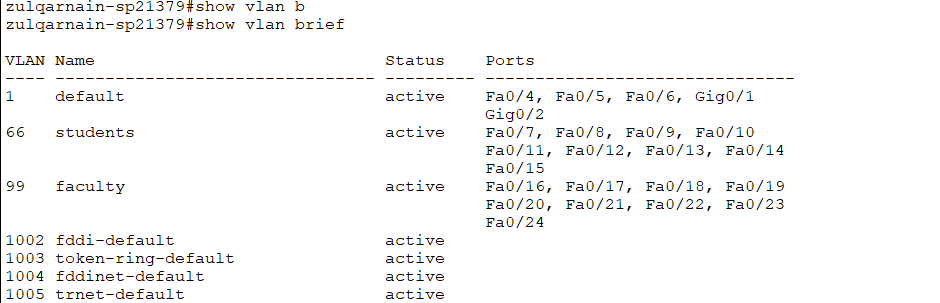 zulqarnain-sp21379#show vlan b
zulqarnain-sp21379#show vlan brief
VLAN Name                             Status    Ports
---- -------------------------------- --------- -------------------------------
1    default                          active    Fa0/4, Fa0/5, Fa0/6, Gig0/1
                                                Gig0/2
66   students                         active    Fa0/7, Fa0/8, Fa0/9, Fa0/10
                                                Fa0/11, Fa0/12, Fa0/13, Fa0/14
                                                Fa0/15
99   faculty                          active    Fa0/16, Fa0/17, Fa0/18, Fa0/19
                                                Fa0/20, Fa0/21, Fa0/22, Fa0/23
                                                Fa0/24
1002 fddi-default                     active
1003 token-ring-default               active
1004 fddinet-default                  active
1005 trnet-default                    active